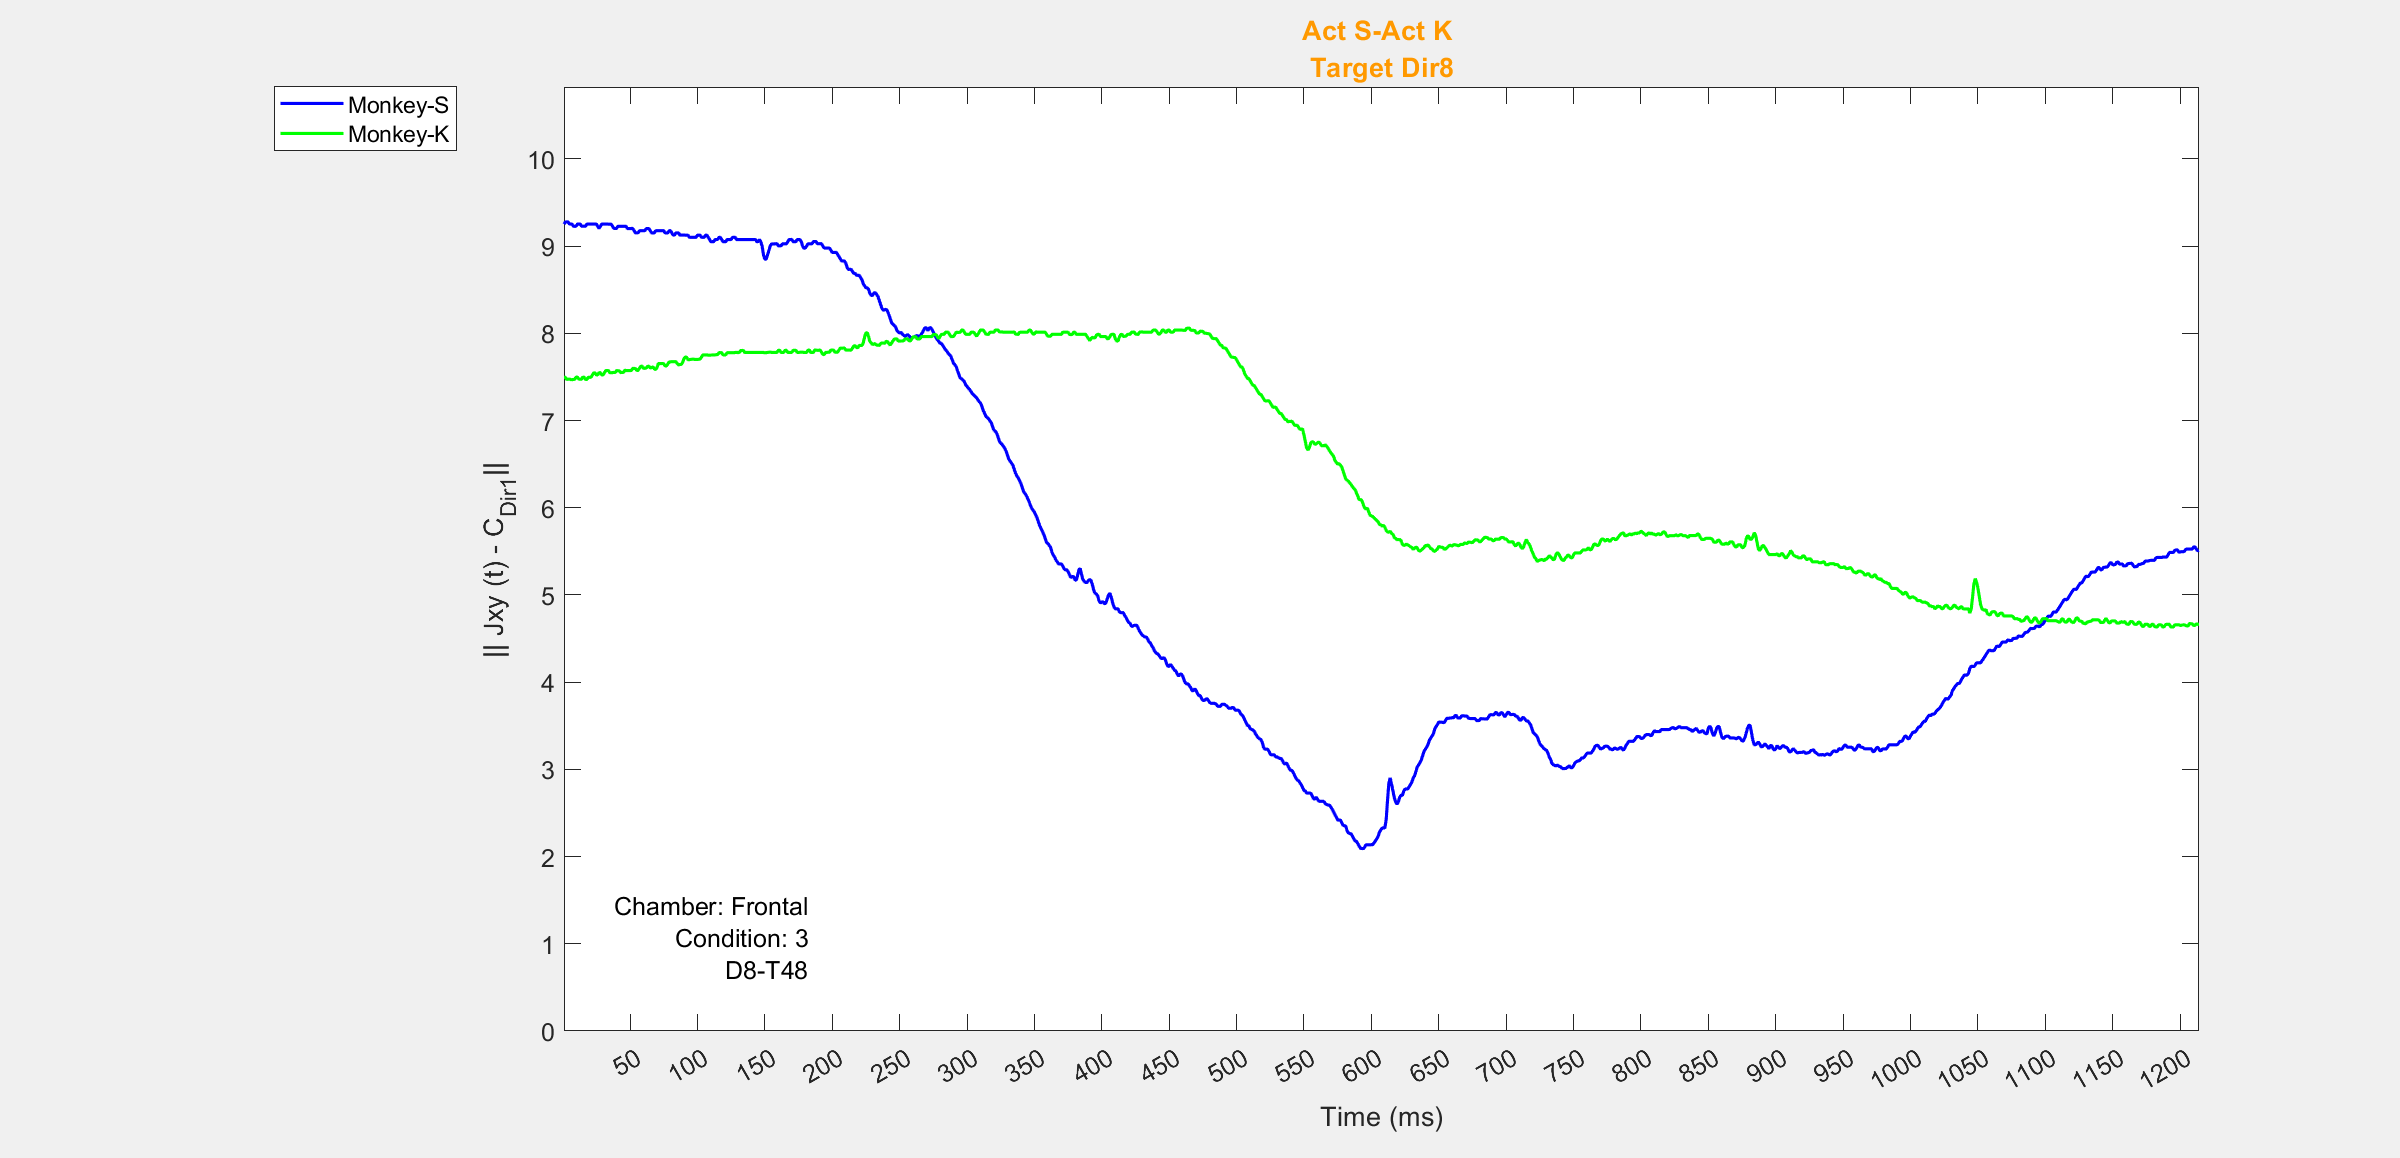 Act S-Act K
Target Dir8
Monkey-S
Monkey-K
10
9
8
7
6
5
4
3
2
1
0
|| Jxy (t) - C_Dir1||
Chamber: Frontal
Condition: 3
D8-T48
50 100 150 200 250 300 350 400 450 500 550 600 650 700 750 800 850 900 950 1000 1050 1100 1150 1200
Time (ms)